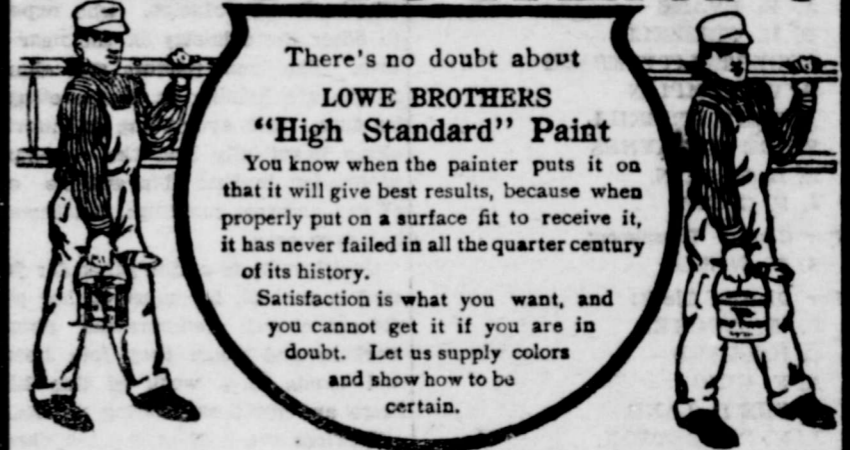 There's no doubt about
LOWE BROTHERS
"High Standard" Paint
You know when the painter puts it on
that it will give best results, because when
properly put on a surface fit to receive it,
it has never failed in all the quarter century
of its history.
Satisfaction is what you want, and
you cannot get it if you are in
doubt. Let us supply colors
and show how to be
certain.